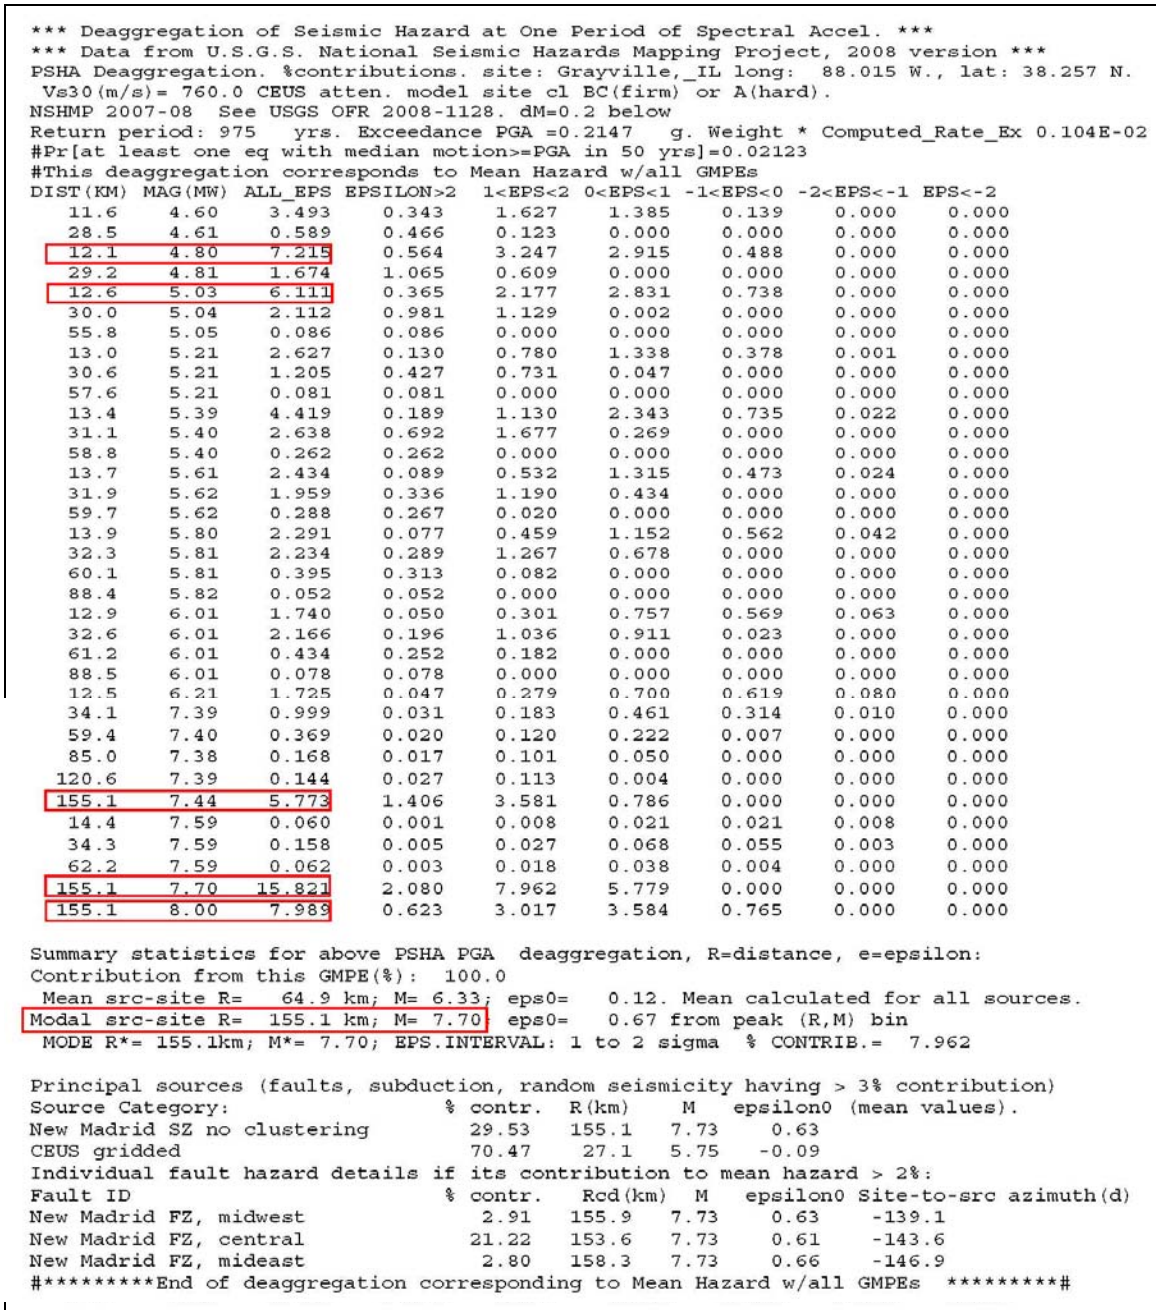 *** Deaggregation of Seismic Hazard at One Period of Spectral Accel. ***
*** Data from U.S.G.S. National Seismic Hazards Mapping Project, 2008 version ***
PSHA Deaggregation. %contributions. site: Grayville,_IL long: 88.015 W., lat: 38.257 N.
Vs30(m/s)= 760.0 CEUS atten. model site cl BC(firm) or A(hard).
NSHMP 2007-08 See USGS OFR 2008-1128. dM=0.2 below
Return period: 975 yrs. Exceedance PGA =0.2147 g. Weight * Computed_Rate_Ex 0.104E-02
#Pr[at least one eq with median motion>=PGA in 50 yrs]=0.02123
#This deaggregation corresponds to Mean Hazard w/all GMPEs
DIST(KM) MAG(MW) ALL_EPS EPSILON>2 1<EPS<2 0<EPS<1 -1<EPS<0 -2<EPS<-1 EPS<-2
11.6 4.60 3.493 0.343 1.627 1.385 0.139 0.000 0.000
28.5 4.61 0.589 0.466 0.123 0.000 0.000 0.000 0.000
12.1 4.80 7.215 0.564 3.247 2.915 0.488 0.000 0.000
29.2 4.81 1.674 1.065 0.609 0.000 0.000 0.000 0.000
12.6 5.03 6.111 0.365 2.177 2.831 0.738 0.000 0.000
30.0 5.04 2.112 0.981 1.129 0.002 0.000 0.000 0.000
55.8 5.05 0.086 0.086 0.000 0.000 0.000 0.000 0.000
13.0 5.21 2.627 0.130 0.780 1.338 0.378 0.001 0.000
30.6 5.21 1.205 0.427 0.731 0.047 0.000 0.000 0.000
57.6 5.21 0.081 0.081 0.000 0.000 0.000 0.000 0.000
13.4 5.39 4.419 0.189 1.130 2.343 0.735 0.022 0.000
31.1 5.40 2.638 0.692 1.677 0.269 0.000 0.000 0.000
58.8 5.40 0.262 0.262 0.000 0.000 0.000 0.000 0.000
13.7 5.61 2.434 0.089 0.532 1.315 0.473 0.024 0.000
31.9 5.62 1.959 0.336 1.190 0.434 0.000 0.000 0.000
59.7 5.62 0.288 0.267 0.020 0.000 0.000 0.000 0.000
13.9 5.80 2.291 0.077 0.459 1.152 0.562 0.042 0.000
32.3 5.81 2.234 0.289 1.267 0.678 0.000 0.000 0.000
60.1 5.81 0.395 0.313 0.082 0.000 0.000 0.000 0.000
88.4 5.82 0.052 0.052 0.000 0.000 0.000 0.000 0.000
12.9 6.01 1.740 0.050 0.301 0.757 0.569 0.063 0.000
32.6 6.01 2.166 0.196 1.036 0.911 0.023 0.000 0.000
61.2 6.01 0.434 0.252 0.182 0.000 0.000 0.000 0.000
88.5 6.01 0.078 0.078 0.000 0.000 0.000 0.000 0.000
12.5 6.21 1.725 0.047 0.279 0.700 0.619 0.080 0.000
34.1 7.39 0.999 0.031 0.183 0.461 0.314 0.010 0.000
59.4 7.40 0.369 0.020 0.120 0.222 0.007 0.000 0.000
85.0 7.38 0.168 0.017 0.101 0.050 0.000 0.000 0.000
120.6 7.39 0.144 0.027 0.113 0.004 0.000 0.000 0.000
155.1 7.44 5.773 1.406 3.581 0.786 0.000 0.000 0.000
14.4 7.59 0.060 0.001 0.008 0.021 0.021 0.008 0.000
34.3 7.59 0.158 0.005 0.027 0.068 0.055 0.003 0.000
62.2 7.59 0.062 0.003 0.018 0.038 0.004 0.000 0.000
155.1 7.70 15.821 2.080 7.962 5.779 0.000 0.000 0.000
155.1 8.00 7.989 0.623 3.017 3.584 0.765 0.000 0.000
Summary statistics for above PSHA PGA deaggregation, R=distance, e=epsilon:
Contribution from this GMPE(%): 100.0
Mean src-site R= 64.9 km; M= 6.33; eps0= 0.12. Mean calculated for all sources.
Modal src-site R= 155.1 km; M= 7.70; eps0= 0.67 from peak (R,M) bin
MODE R*= 155.1km; M*= 7.70; EPS.INTERVAL: 1 to 2 sigma % CONTRIB.= 7.962
Principal sources (faults, subduction, random seismicity having > 3% contribution)
Source Category: % contr. R(km) M epsilon0 (mean values).
New Madrid SZ no clustering 29.53 155.1 7.73 0.63
CEUS gridded 70.47 27.1 5.75 -0.09
Individual fault hazard details if its contribution to mean hazard > 2%:
Fault ID % contr. Rcd(km) M epsilon0 Site-to-src azimuth(d)
New Madrid FZ, midwest 2.91 155.9 7.73 0.63 -139.1
New Madrid FZ, central 21.22 153.6 7.73 0.61 -143.6
New Madrid FZ, mideast 2.80 158.3 7.73 0.66 -146.9
#*********End of deaggregation corresponding to Mean Hazard w/all GMPEs *********#